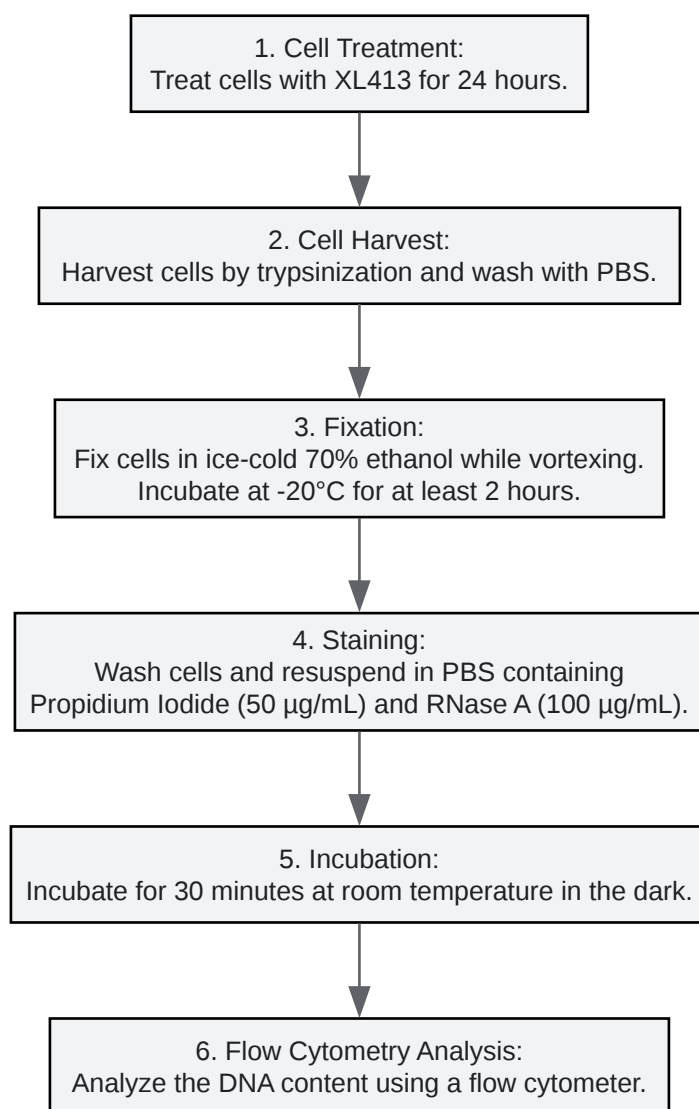 1. Cell Treatment:
Treat cells with XL413 for 24 hours.
2. Cell Harvest:
Harvest cells by trypsinization and wash with PBS.
3. Fixation:
Fix cells in ice-cold 70% ethanol while vortexing.
Incubate at -20°C for at least 2 hours.
4. Staining:
Wash cells and resuspend in PBS containing
Propidium Iodide (50 µg/mL) and RNase A (100 µg/mL).
5. Incubation:
Incubate for 30 minutes at room temperature in the dark.
6. Flow Cytometry Analysis:
Analyze the DNA content using a flow cytometer.